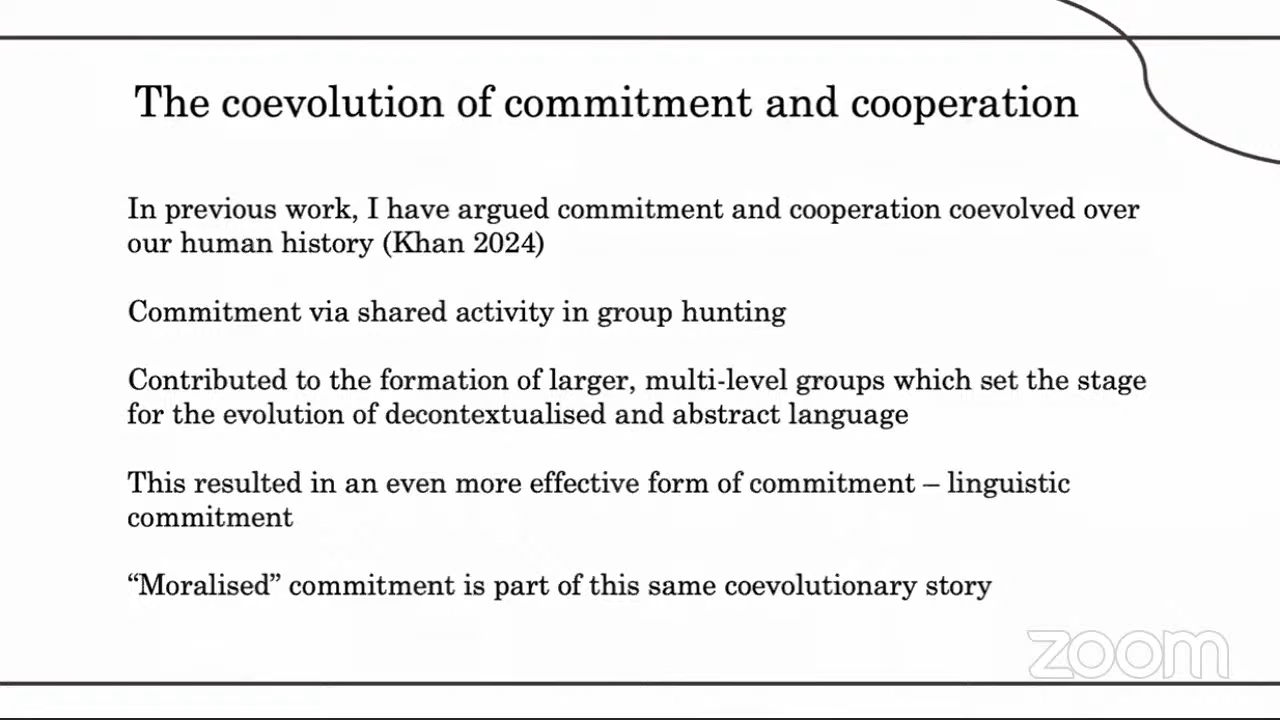 The coevolution of commitment and cooperation
In previous work, I have argued commitment and cooperation coevolved over
our human history (Khan 2024)
Commitment via shared activity in group hunting
Contributed to the formation of larger, multi-level groups which set the stage
for the evolution of decontextualised and abstract language
This resulted in an even more effective form of commitment – linguistic
commitment
“Moralised” commitment is part of this same coevolutionary story
zoom